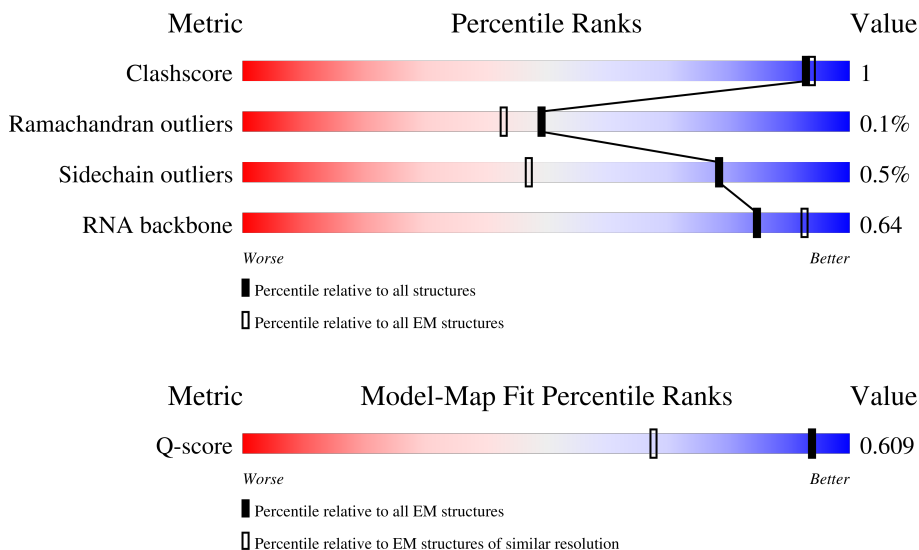 Metric Percentile Ranks Value
Clashscore 1
Ramachandran outliers 0.1%
Sidechain outliers 0.5%
RNA backbone 0.64
Worse Better
Percentile relative to all structures
Percentile relative to all EM structures
Metric Model-Map Fit Percentile Ranks Value
Q-score 0.609
Worse Better
Percentile relative to all EM structures
Percentile relative to EM structures of similar resolution